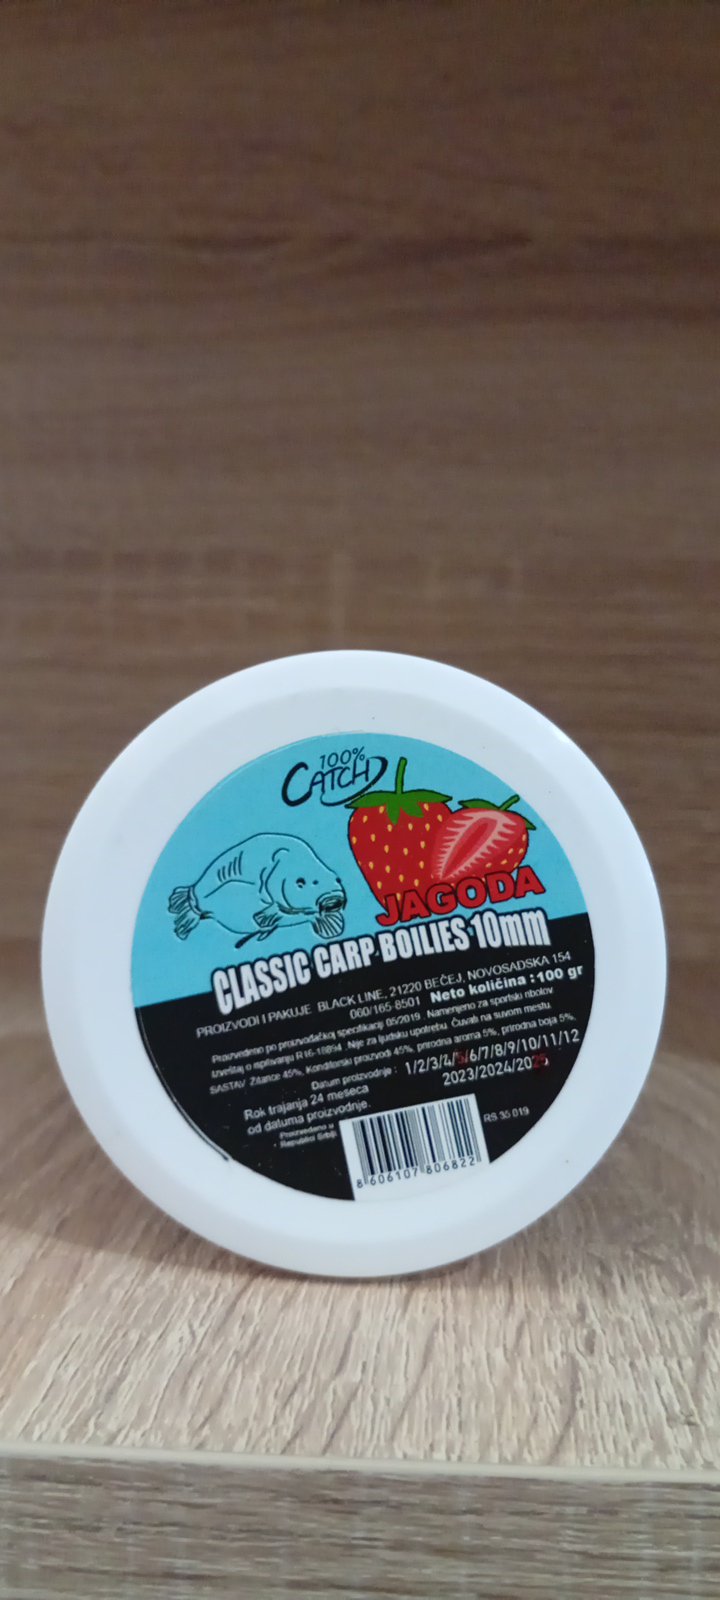 100%
CATCH
JAGODA
CLASSIC CARP BOILIES 10mm
PROIZVODI I PAKUJE BLACK LINE, 21220 BEČEJ, NOVOSADSKA 154
060/165-8501 Neto količina : 100 gr
Proizvedeno po proizvođačkoj specifikaciji 05/2019 . Namenjeno za sportski ribolov.
Izveštaj o ispitivanju R16-16894 . Nije za ljudsku upotrebu. Čuvati na suvom mestu.
SASTAV: Žitarice 45%, Konditorski proizvodi 45%, prirodna aroma 5%, prirodna boja 5%.
Datum proizvodnje : 1/2/3/4/5/6/7/8/9/10/11/12
2023/2024/2025
Rok trajanja 24 meseca
od datuma proizvodnje.
Proizvedeno u
Republici Srbiji
RS 35 019
8 606107 806822